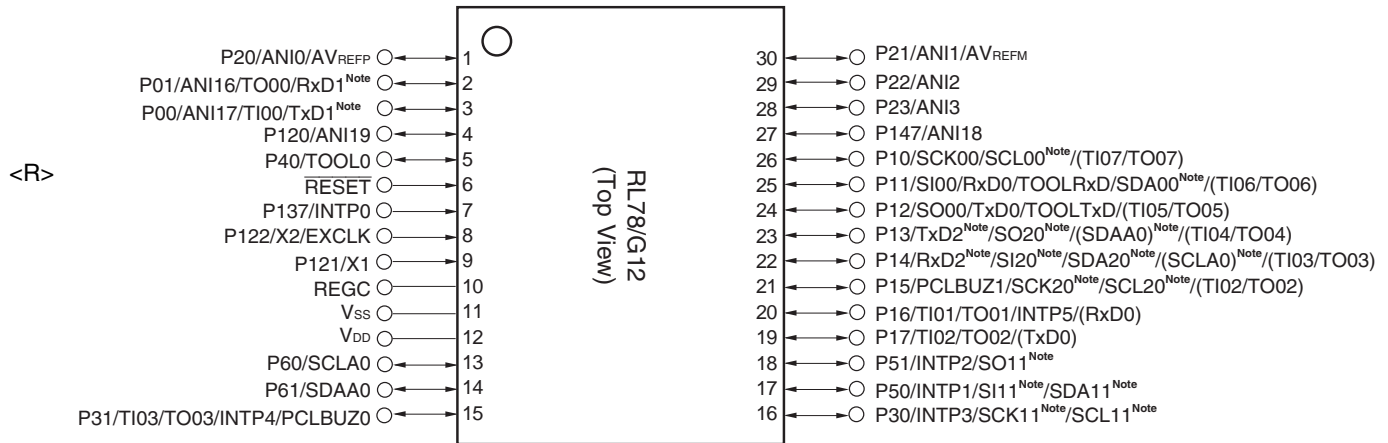 P20/ANI0/AVREFP 1
P01/ANI16/TO00/RxD1Note 2
P00/ANI17/TI00/TxD1Note 3
P120/ANI19 4
P40/TOOL0 5
RESET 6
P137/INTP0 7
P122/X2/EXCLK 8
P121/X1 9
REGC 10
VSS 11
VDD 12
P60/SCLA0 13
P61/SDAA0 14
P31/TI03/TO03/INTP4/PCLBUZ0 15
<R>
RL78/G12
(Top View)
30 P21/ANI1/AVREFM
29 P22/ANI2
28 P23/ANI3
27 P147/ANI18
26 P10/SCK00/SCL00Note/(TI07/TO07)
25 P11/SI00/RxD0/TOOLRxD/SDA00Note/(TI06/TO06)
24 P12/SO00/TxD0/TOOLTxD/(TI05/TO05)
23 P13/TxD2Note/SO20Note/(SDAA0)Note/(TI04/TO04)
22 P14/RxD2Note/SI20Note/SDA20Note/(SCLA0)Note/(TI03/TO03)
21 P15/PCLBUZ1/SCK20Note/SCL20Note/(TI02/TO02)
20 P16/TI01/TO01/INTP5/(RxD0)
19 P17/TI02/TO02/(TxD0)
18 P51/INTP2/SO11Note
17 P50/INTP1/SI11Note/SDA11Note
16 P30/INTP3/SCK11Note/SCL11Note